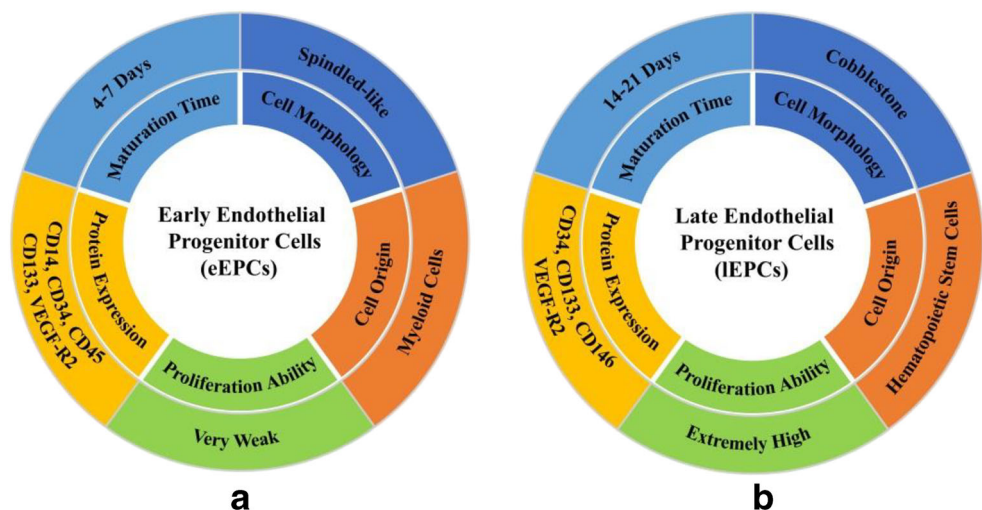 4-7 Days
Spindled-like
Maturation Time
Cell Morphology
Early Endothelial
Progenitor Cells
(eEPCs)
Protein Expression
CD14, CD34, CD45
CD133, VEGF-R2
Cell Origin
Myeloid Cells
Proliferation Ability
Very Weak
a
14-21 Days
Cobblestone
Maturation Time
Cell Morphology
Late Endothelial
Progenitor Cells
(lEPCs)
Protein Expression
CD34, CD133, CD146
VEGF-R2
Cell Origin
Hematopoietic Stem Cells
Proliferation Ability
Extremely High
b